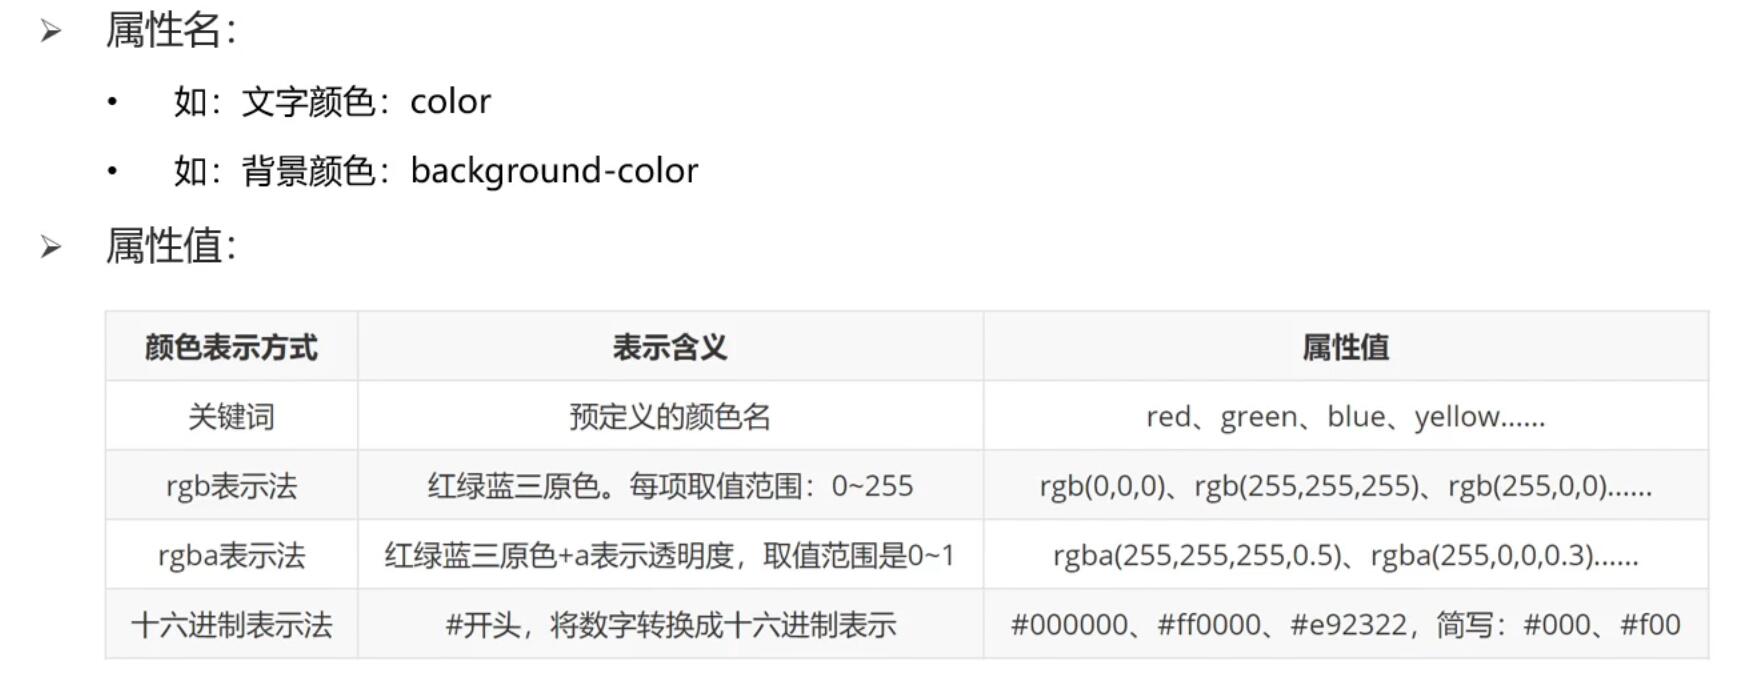 ➢ 属性名：
• 如：文字颜色：color
• 如：背景颜色：background-color
➢ 属性值：
颜色表示方式 表示含义 属性值
关键词 预定义的颜色名 red、green、blue、yellow......
rgb表示法 红绿蓝三原色。每项取值范围：0~255 rgb(0,0,0)、rgb(255,255,255)、rgb(255,0,0)......
rgba表示法 红绿蓝三原色+a表示透明度，取值范围是0~1 rgba(255,255,255,0.5)、rgba(255,0,0,0.3)......
十六进制表示法 #开头，将数字转换成十六进制表示 #000000、#ff0000、#e92322，简写：#000、#f00